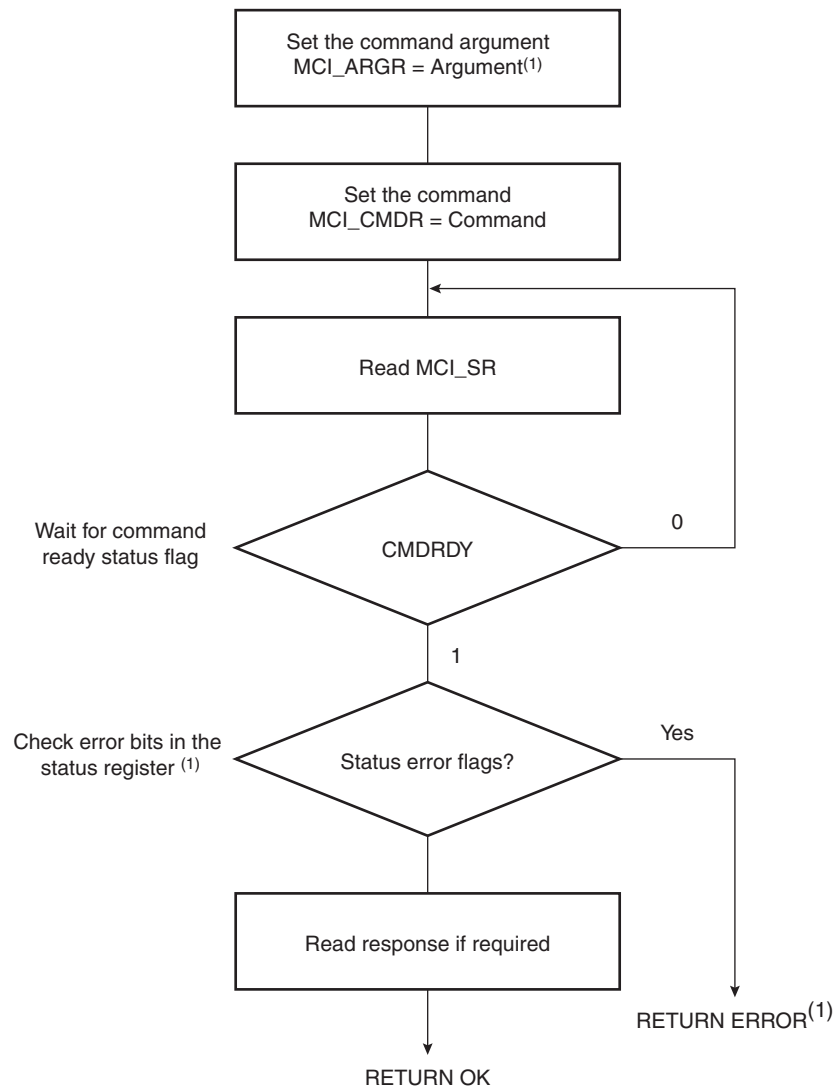 Set the command argument
MCI_ARGR = Argument(1)
Set the command
MCI_CMDR = Command
Read MCI_SR
Wait for command
ready status flag
CMDRDY
0
1
Check error bits in the
status register (1)
Status error flags?
Yes
Read response if required
RETURN ERROR(1)
RETURN OK